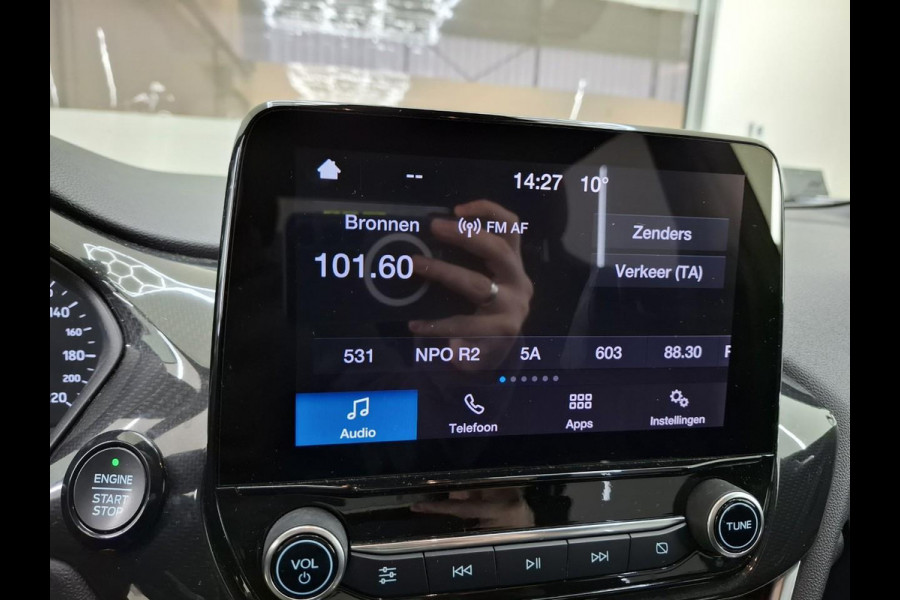 -- 14:27 10°
Bronnen FM AF Zenders
101.60 Verkeer (TA)
531 NPO R2 5A 603 88.30
Audio Telefoon Apps Instellingen
140
160
180
200
20
ENGINE
START
STOP
VOL
TUNE